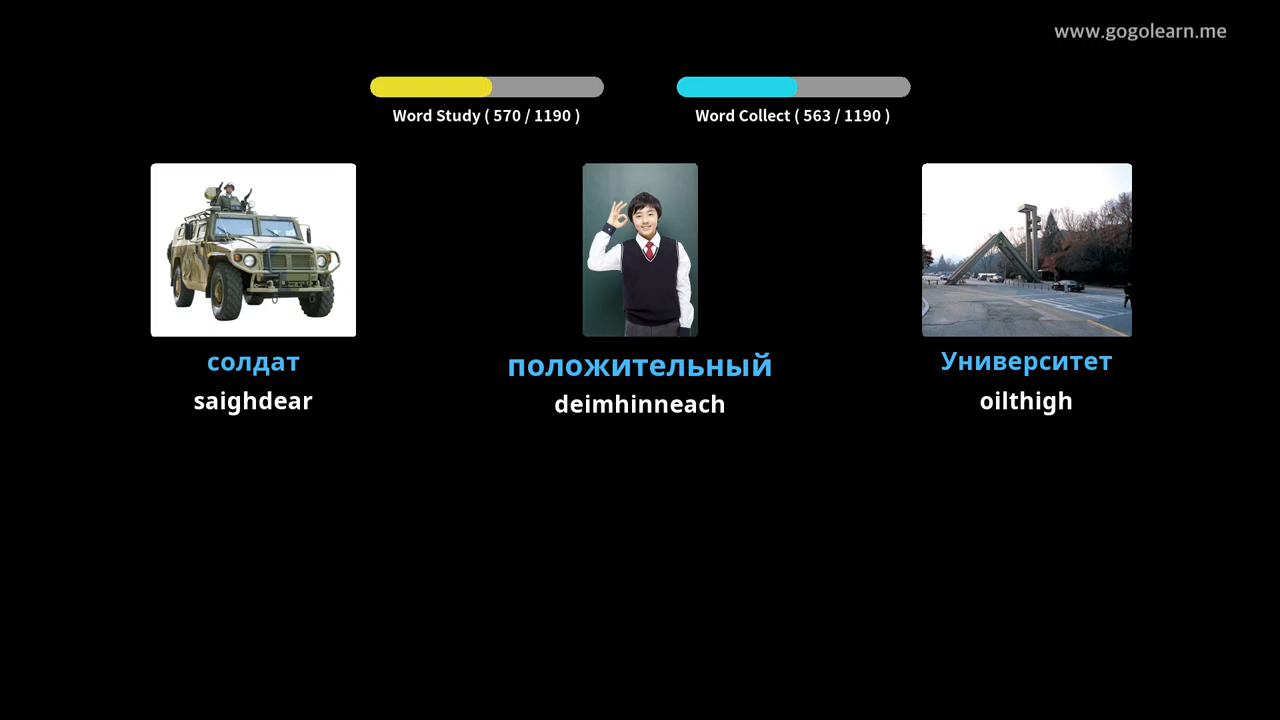 www.gogolearn.me
Word Study ( 570 / 1190 )
Word Collect ( 563 / 1190 )
солдат
saighdear
положительный
deimhinneach
Университет
oilthigh